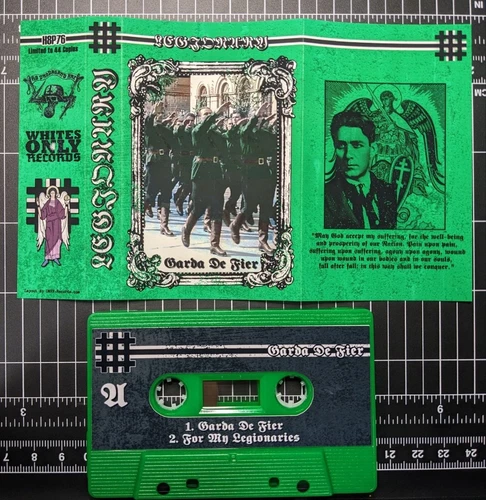 HSP76
Limited to 44 Copies
WHITES
ONLY
RECORDS
LEGIONARY
LEGIONARY
Garda De Fier
"May God accept my suffering, for the well-being
and prosperity of our Nation. Pain upon pain,
suffering upon suffering, agony upon agony, wound
upon wound in our bodies and in our souls,
fall after fall: in this way shall we conquer."
Garda De Fier
A
1. Garda De Fier
2. For My Legionaries
9